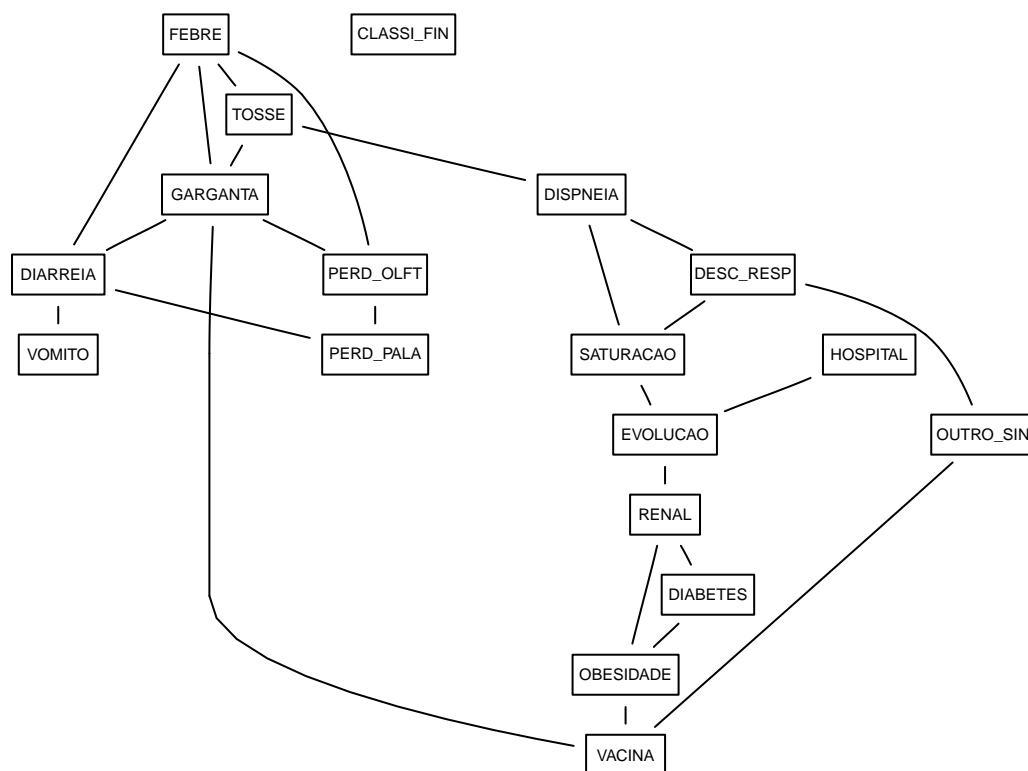 FEBRE
CLASSI_FIN
TOSSE
GARGANTA
DISPNEIA
DIARREIA
PERD_OLFT
DESC_RESP
VOMITO
PERD_PALA
SATURACAO
HOSPITAL
EVOLUCAO
OUTRO_SIN
RENAL
DIABETES
OBESIDADE
VACINA